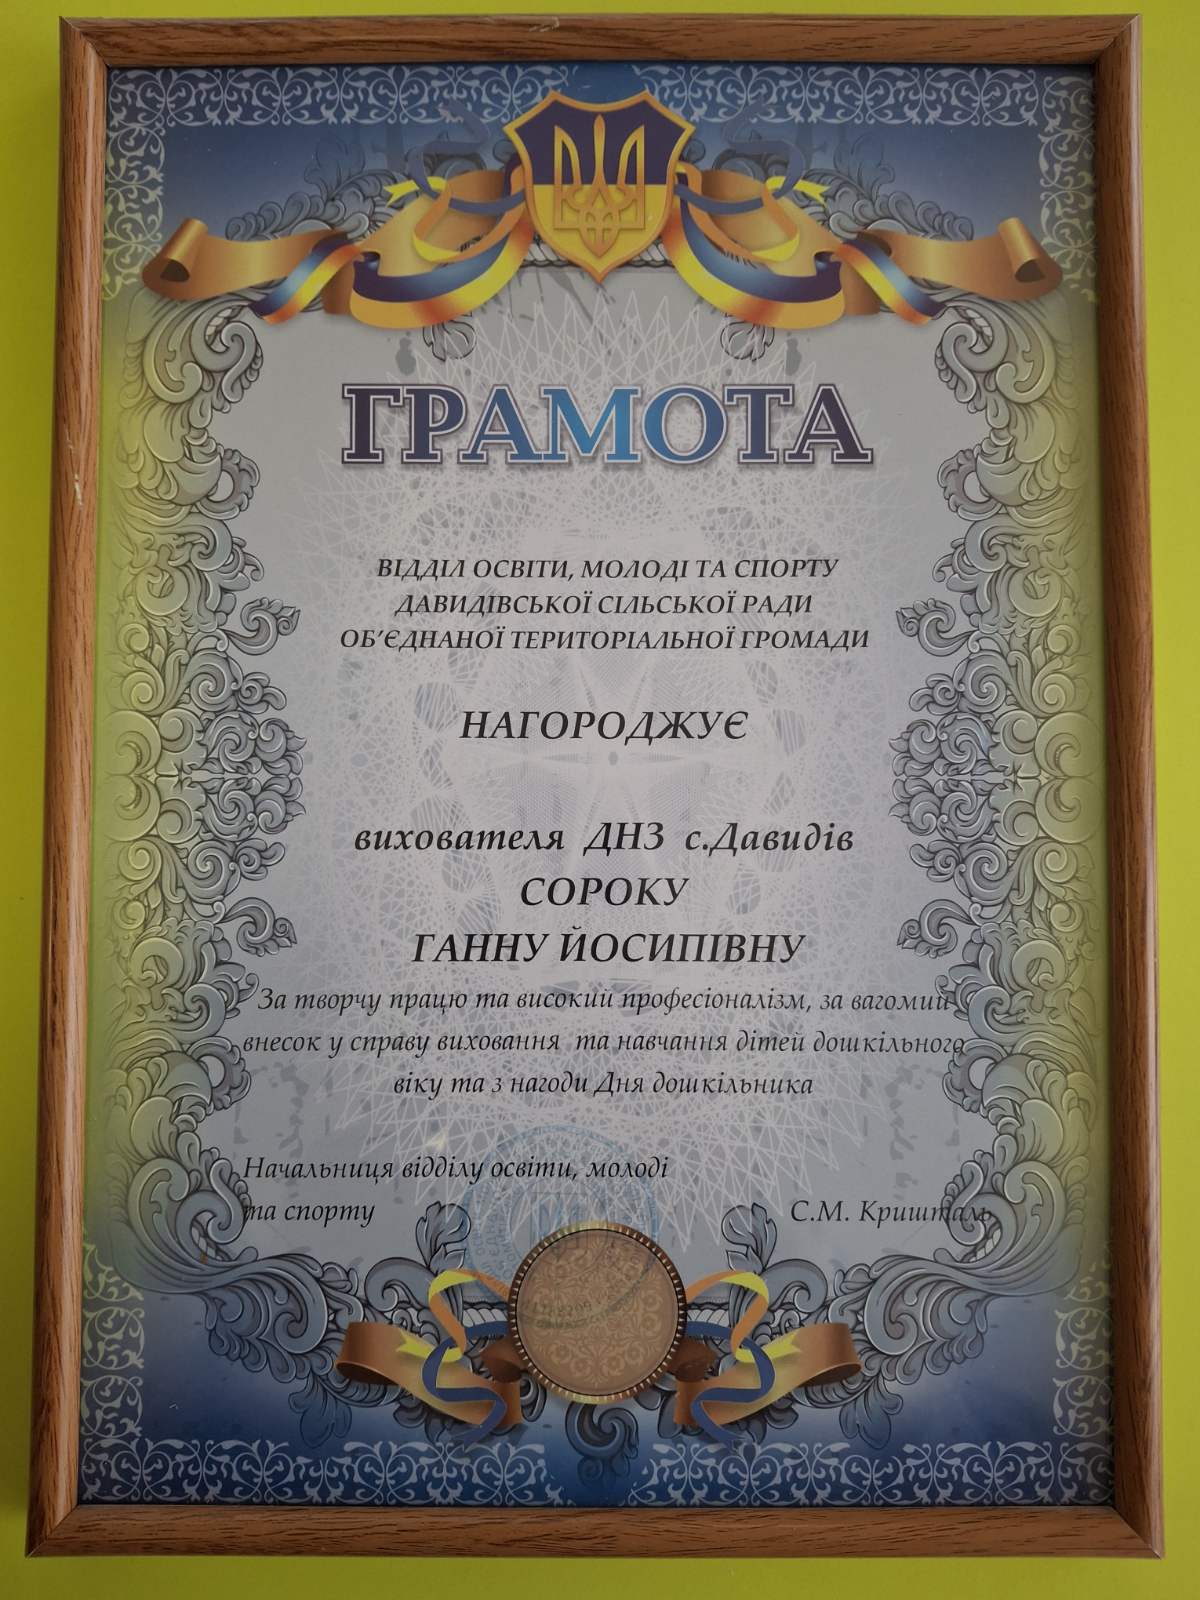 ГРАМОТА
ВІДДІЛ ОСВІТИ, МОЛОДІ ТА СПОРТУ
ДАВИДІВСЬКОЇ СІЛЬСЬКОЇ РАДИ
ОБ’ЄДНАНОЇ ТЕРИТОРІАЛЬНОЇ ГРОМАДИ
НАГОРОДЖУЄ
вихователя ДНЗ с.Давидів
СОРОКУ
ГАННУ ЙОСИПІВНУ
За творчу працю та високий професіоналізм, за вагомий
внесок у справу виховання та навчання дітей дошкільного
віку та з нагоди Дня дошкільника
Начальниця відділу освіти, молоді
та спорту С.М. Кришталь